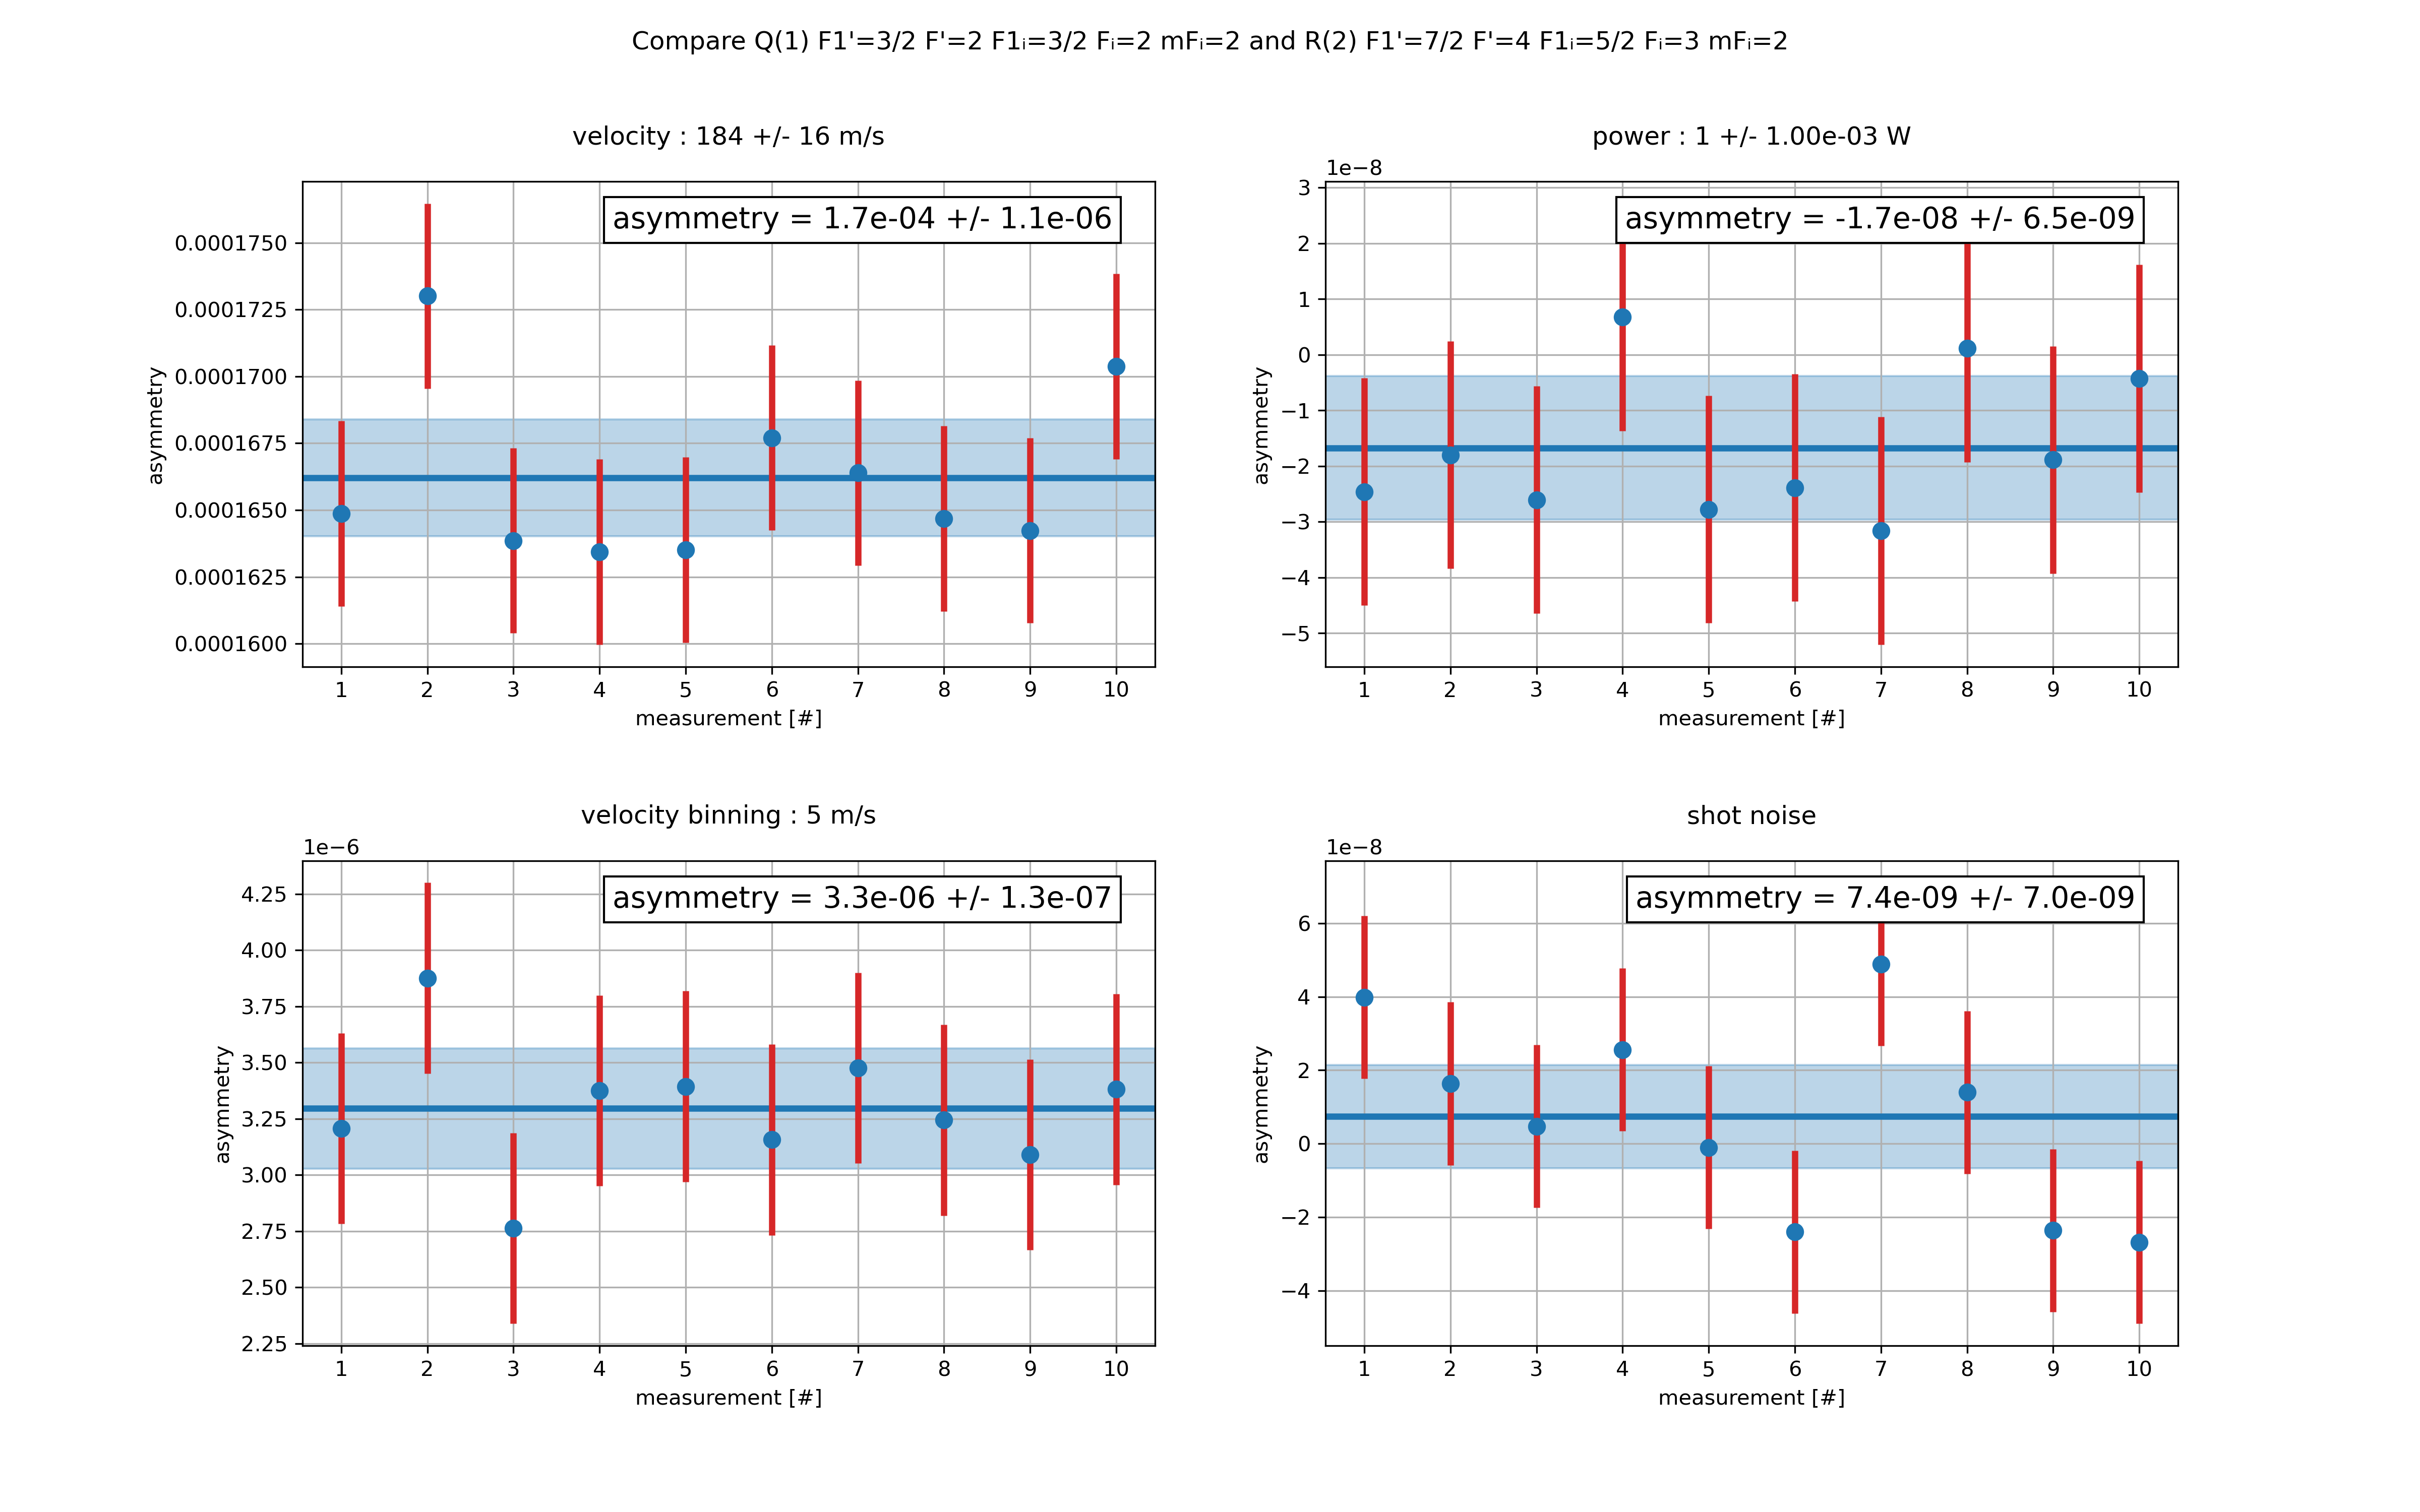 Compare Q(1) F1'=3/2 F'=2 F1ᵢ=3/2 Fᵢ=2 mFᵢ=2 and R(2) F1'=7/2 F'=4 F1ᵢ=5/2 Fᵢ=3 mFᵢ=2
velocity : 184 +/- 16 m/s
asymmetry = 1.7e-04 +/- 1.1e-06
0.0001750
0.0001725
0.0001700
0.0001675
0.0001650
0.0001625
0.0001600
asymmetry
1 2 3 4 5 6 7 8 9 10
measurement [#]
power : 1 +/- 1.00e-03 W
1e−8
asymmetry = -1.7e-08 +/- 6.5e-09
3
2
1
0
−1
−2
−3
−4
−5
asymmetry
1 2 3 4 5 6 7 8 9 10
measurement [#]
velocity binning : 5 m/s
1e−6
asymmetry = 3.3e-06 +/- 1.3e-07
4.25
4.00
3.75
3.50
3.25
3.00
2.75
2.50
2.25
asymmetry
1 2 3 4 5 6 7 8 9 10
measurement [#]
shot noise
1e−8
asymmetry = 7.4e-09 +/- 7.0e-09
6
4
2
0
−2
−4
asymmetry
1 2 3 4 5 6 7 8 9 10
measurement [#]